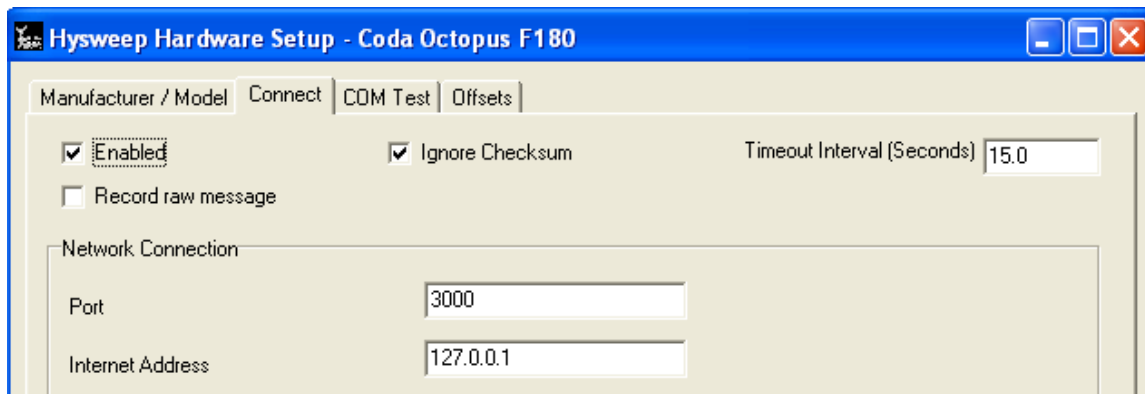 Hysweep Hardware Setup - Coda Octopus F180
Manufacturer / Model Connect COM Test Offsets
Enabled Ignore Checksum Timeout Interval (Seconds) 15.0
Record raw message
Network Connection
Port 3000
Internet Address 127.0.0.1